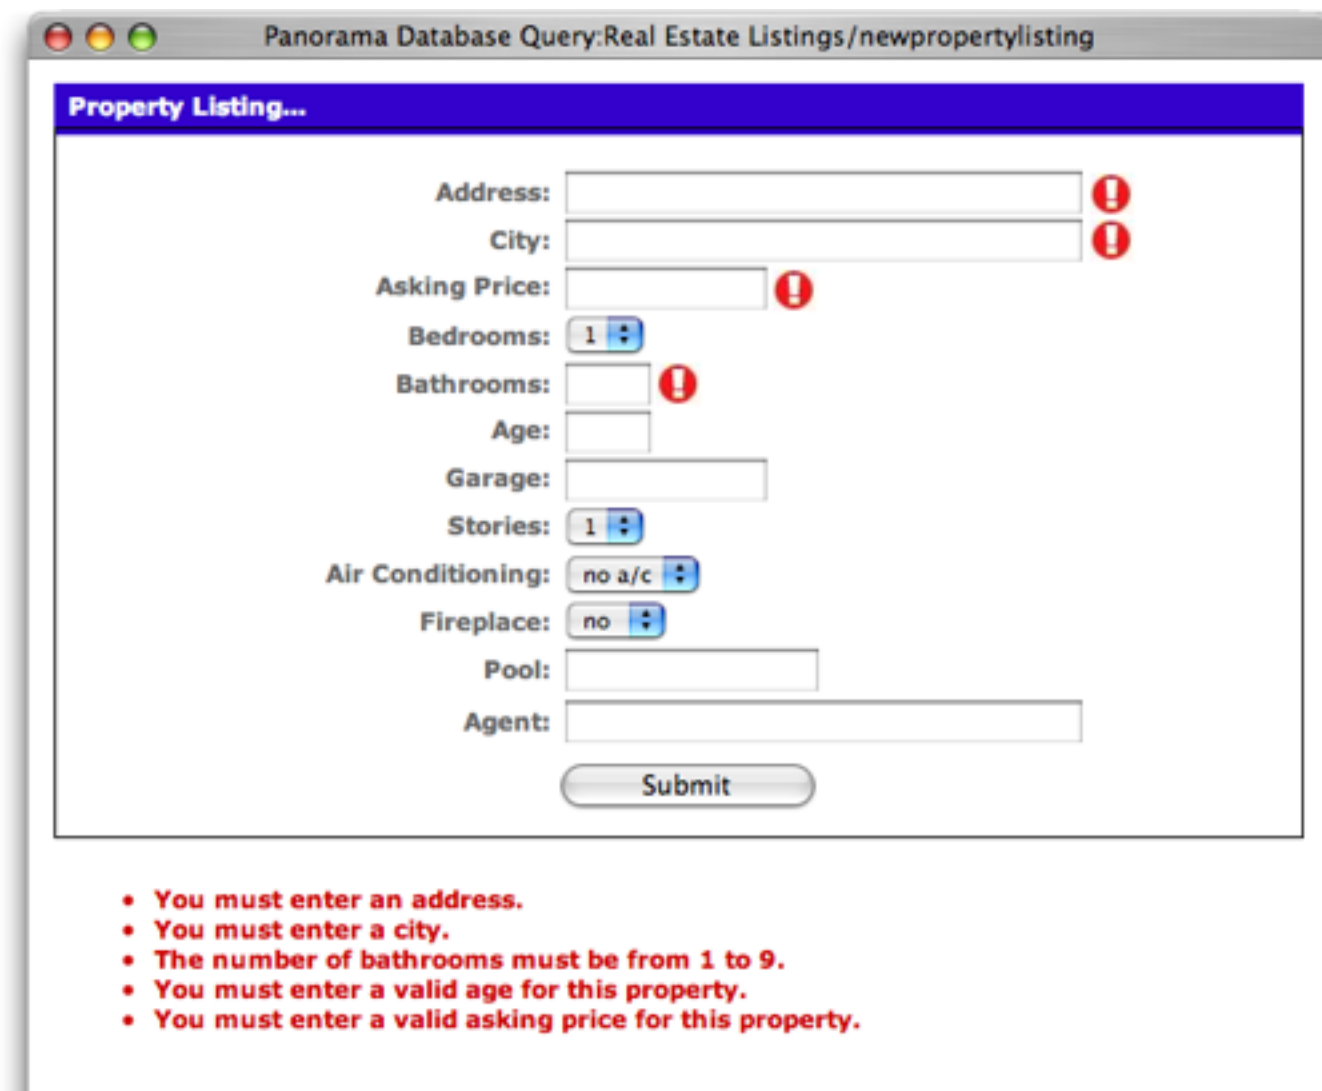 Panorama Database Query:Real Estate Listings/newpropertylisting
Property Listing...
Address:
City:
Asking Price:
Bedrooms: 1
Bathrooms:
Age:
Garage:
Stories: 1
Air Conditioning: no a/c
Fireplace: no
Pool:
Agent:
Submit
• You must enter an address.
• You must enter a city.
• The number of bathrooms must be from 1 to 9.
• You must enter a valid age for this property.
• You must enter a valid asking price for this property.